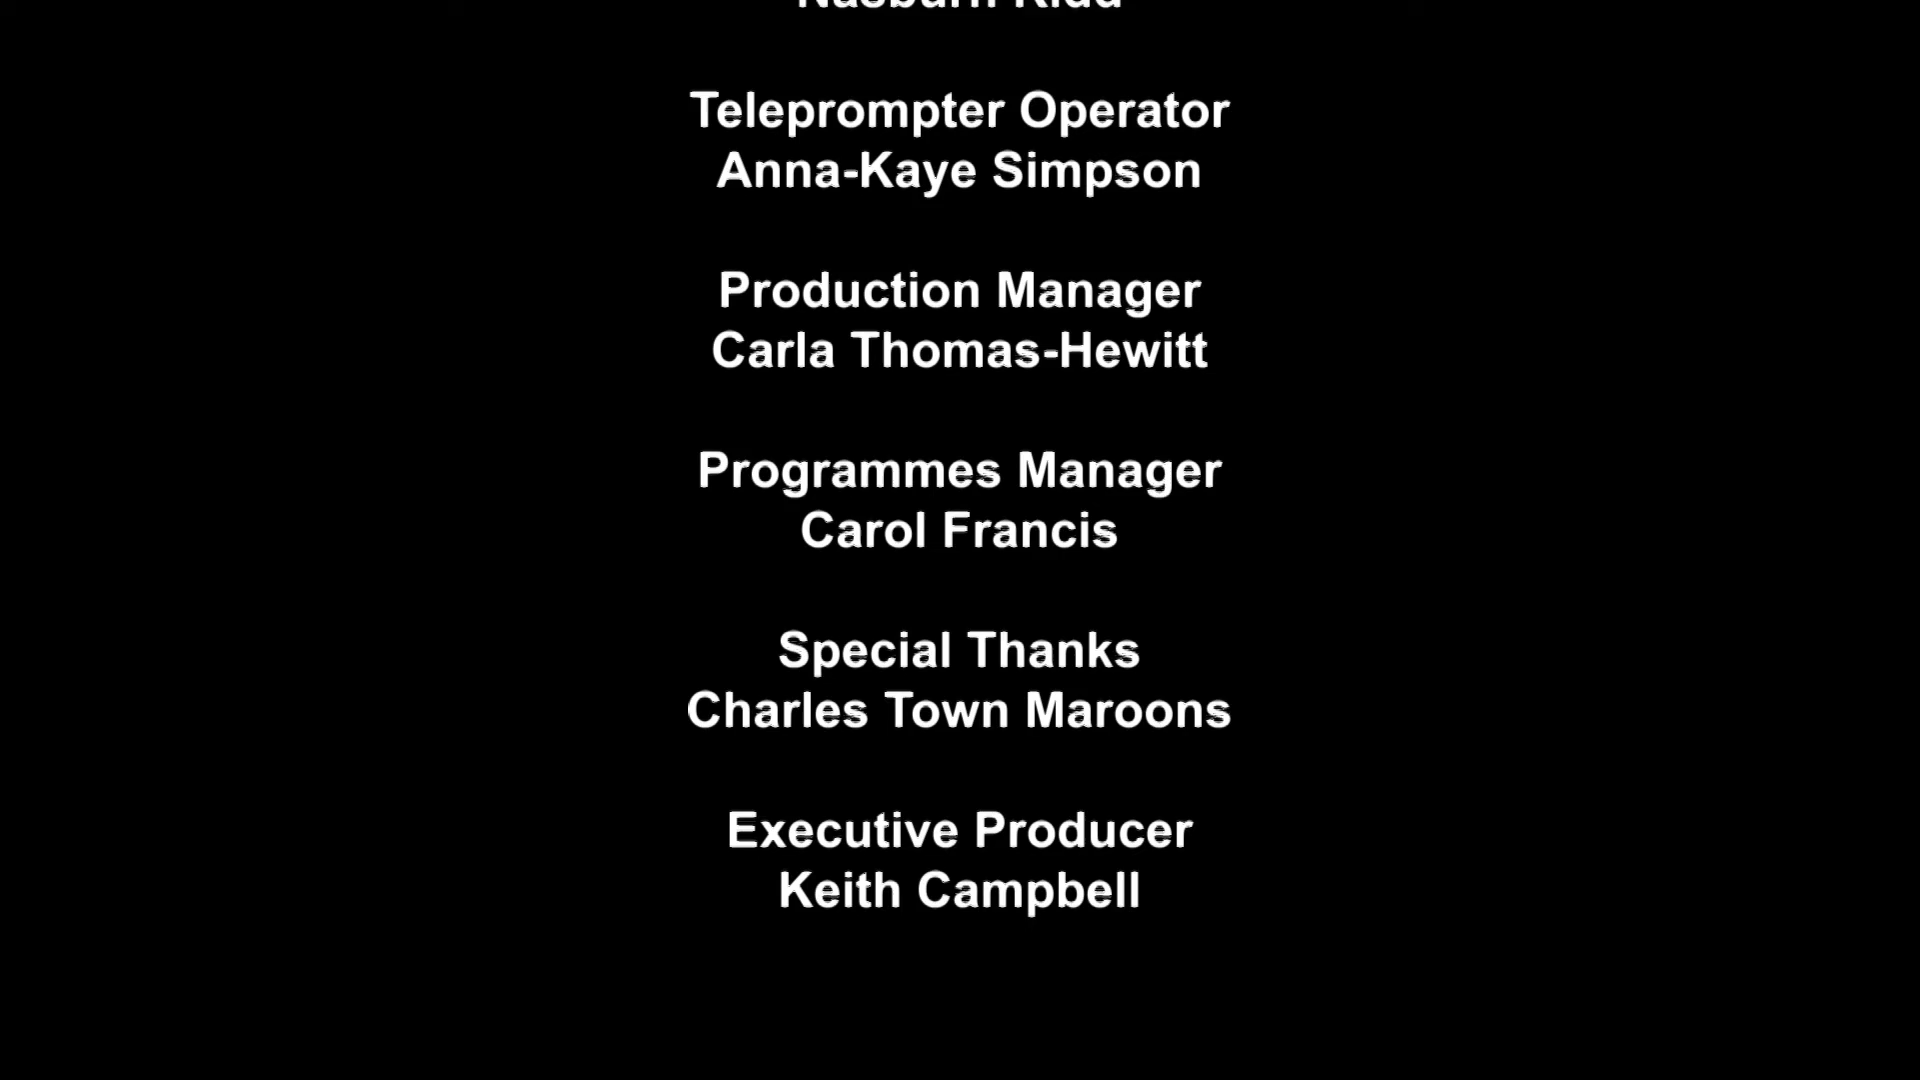 Teleprompter Operator
Anna-Kaye Simpson
Production Manager
Carla Thomas-Hewitt
Programmes Manager
Carol Francis
Special Thanks
Charles Town Maroons
Executive Producer
Keith Campbell